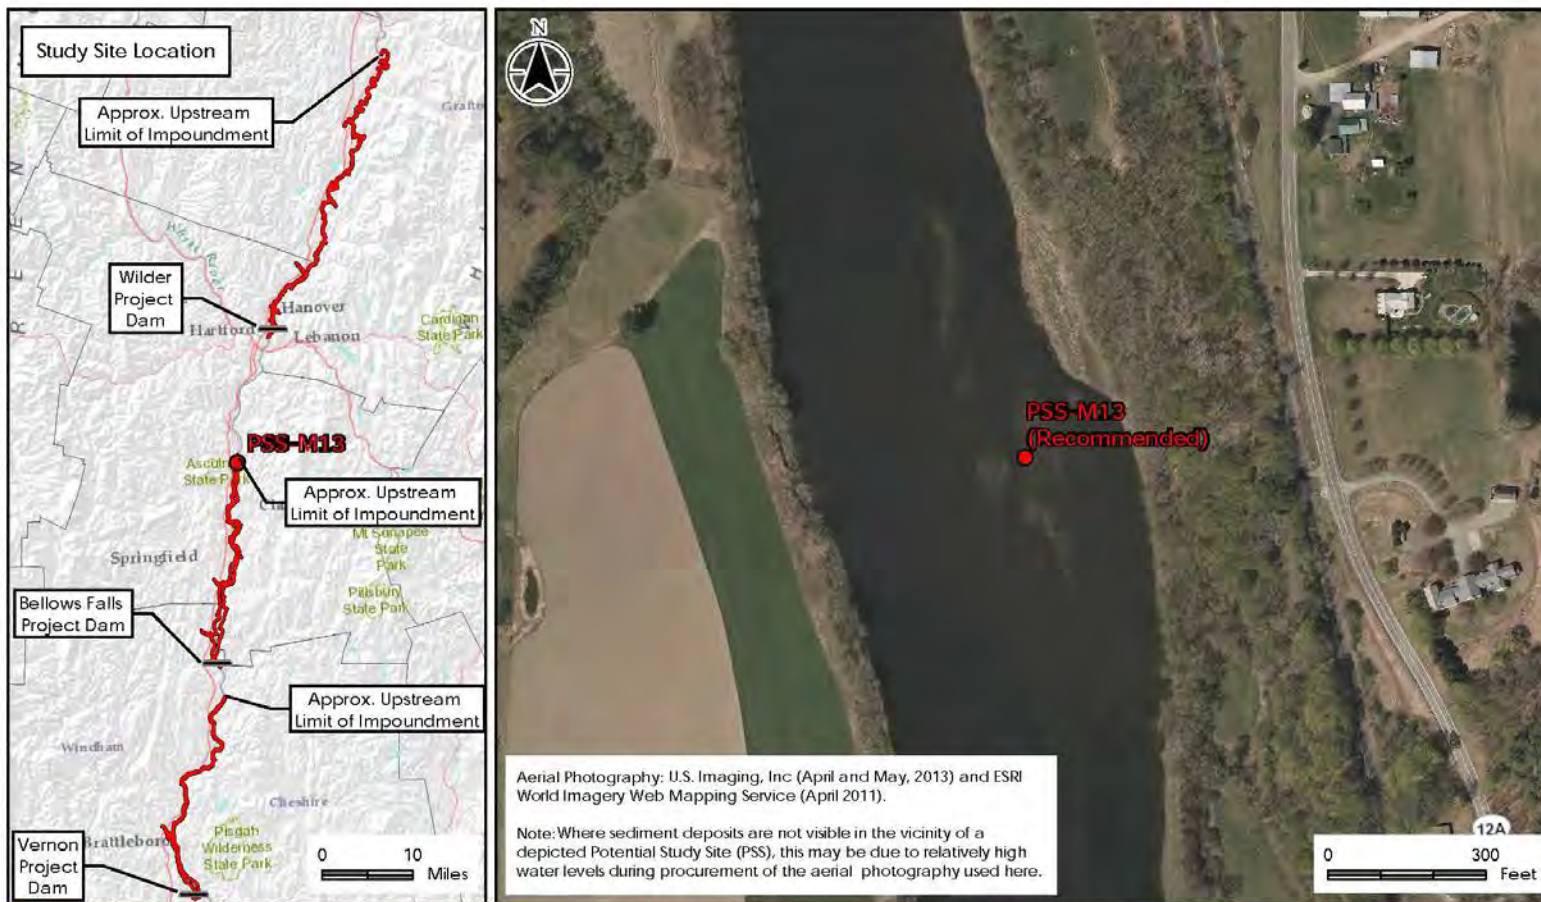 Study Site Location
Approx. Upstream
Limit of Impoundment
Grafto
E N
R E
White River
Wilder
Project
Dam
Hanover
Hartford
Lebanon
Cardigan
State Park
H
PSS-M13
Ascutn
State Park
Approx. Upstream
Limit of Impoundment
Cla
Mt Sunapee
State
Park
Springfield
Pillsbury
State Park
Bellows Falls
Project Dam
Approx. Upstream
Limit of Impoundment
Windham
Cheshire
Brattleboro
Pisgah
Wilderness
State Park
Vernon
Project
Dam
0 10
Miles
N
PSS-M13
(Recommended)
Aerial Photography: U.S. Imaging, Inc (April and May, 2013) and ESRI
World Imagery Web Mapping Service (April 2011).
Note: Where sediment deposits are not visible in the vicinity of a
depicted Potential Study Site (PSS), this may be due to relatively high
water levels during procurement of the aerial photography used here.
12A
0 300
Feet